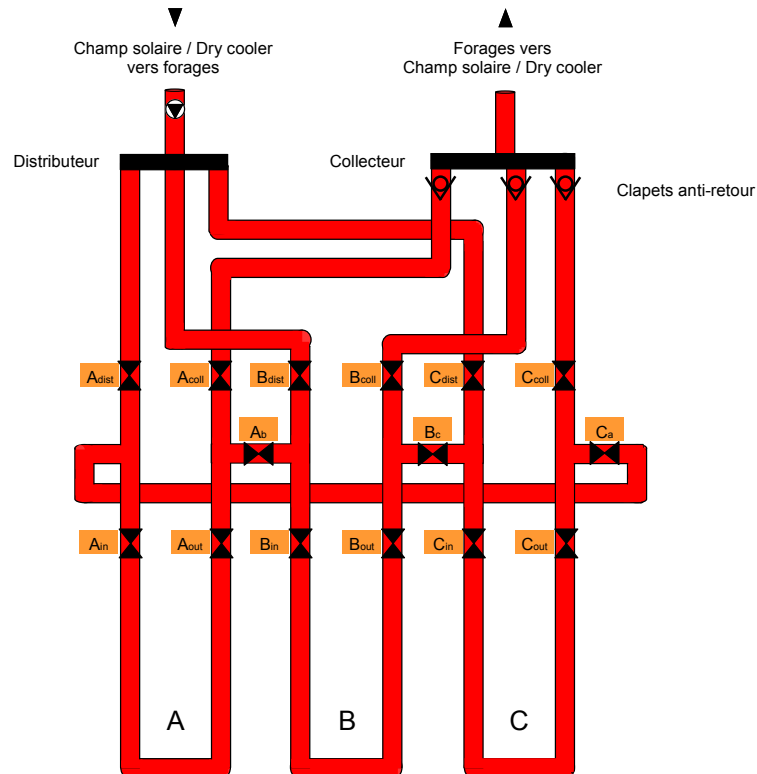 Champ solaire / Dry cooler
vers forages
Forages vers
Champ solaire / Dry cooler
Distributeur
Collecteur
Clapets anti-retour
Adist
Acoll
Bdist
Bcoll
Cdist
Ccoll
Ab
Bc
Ca
Ain
Aout
Bin
Bout
Cin
Cout
A
B
C